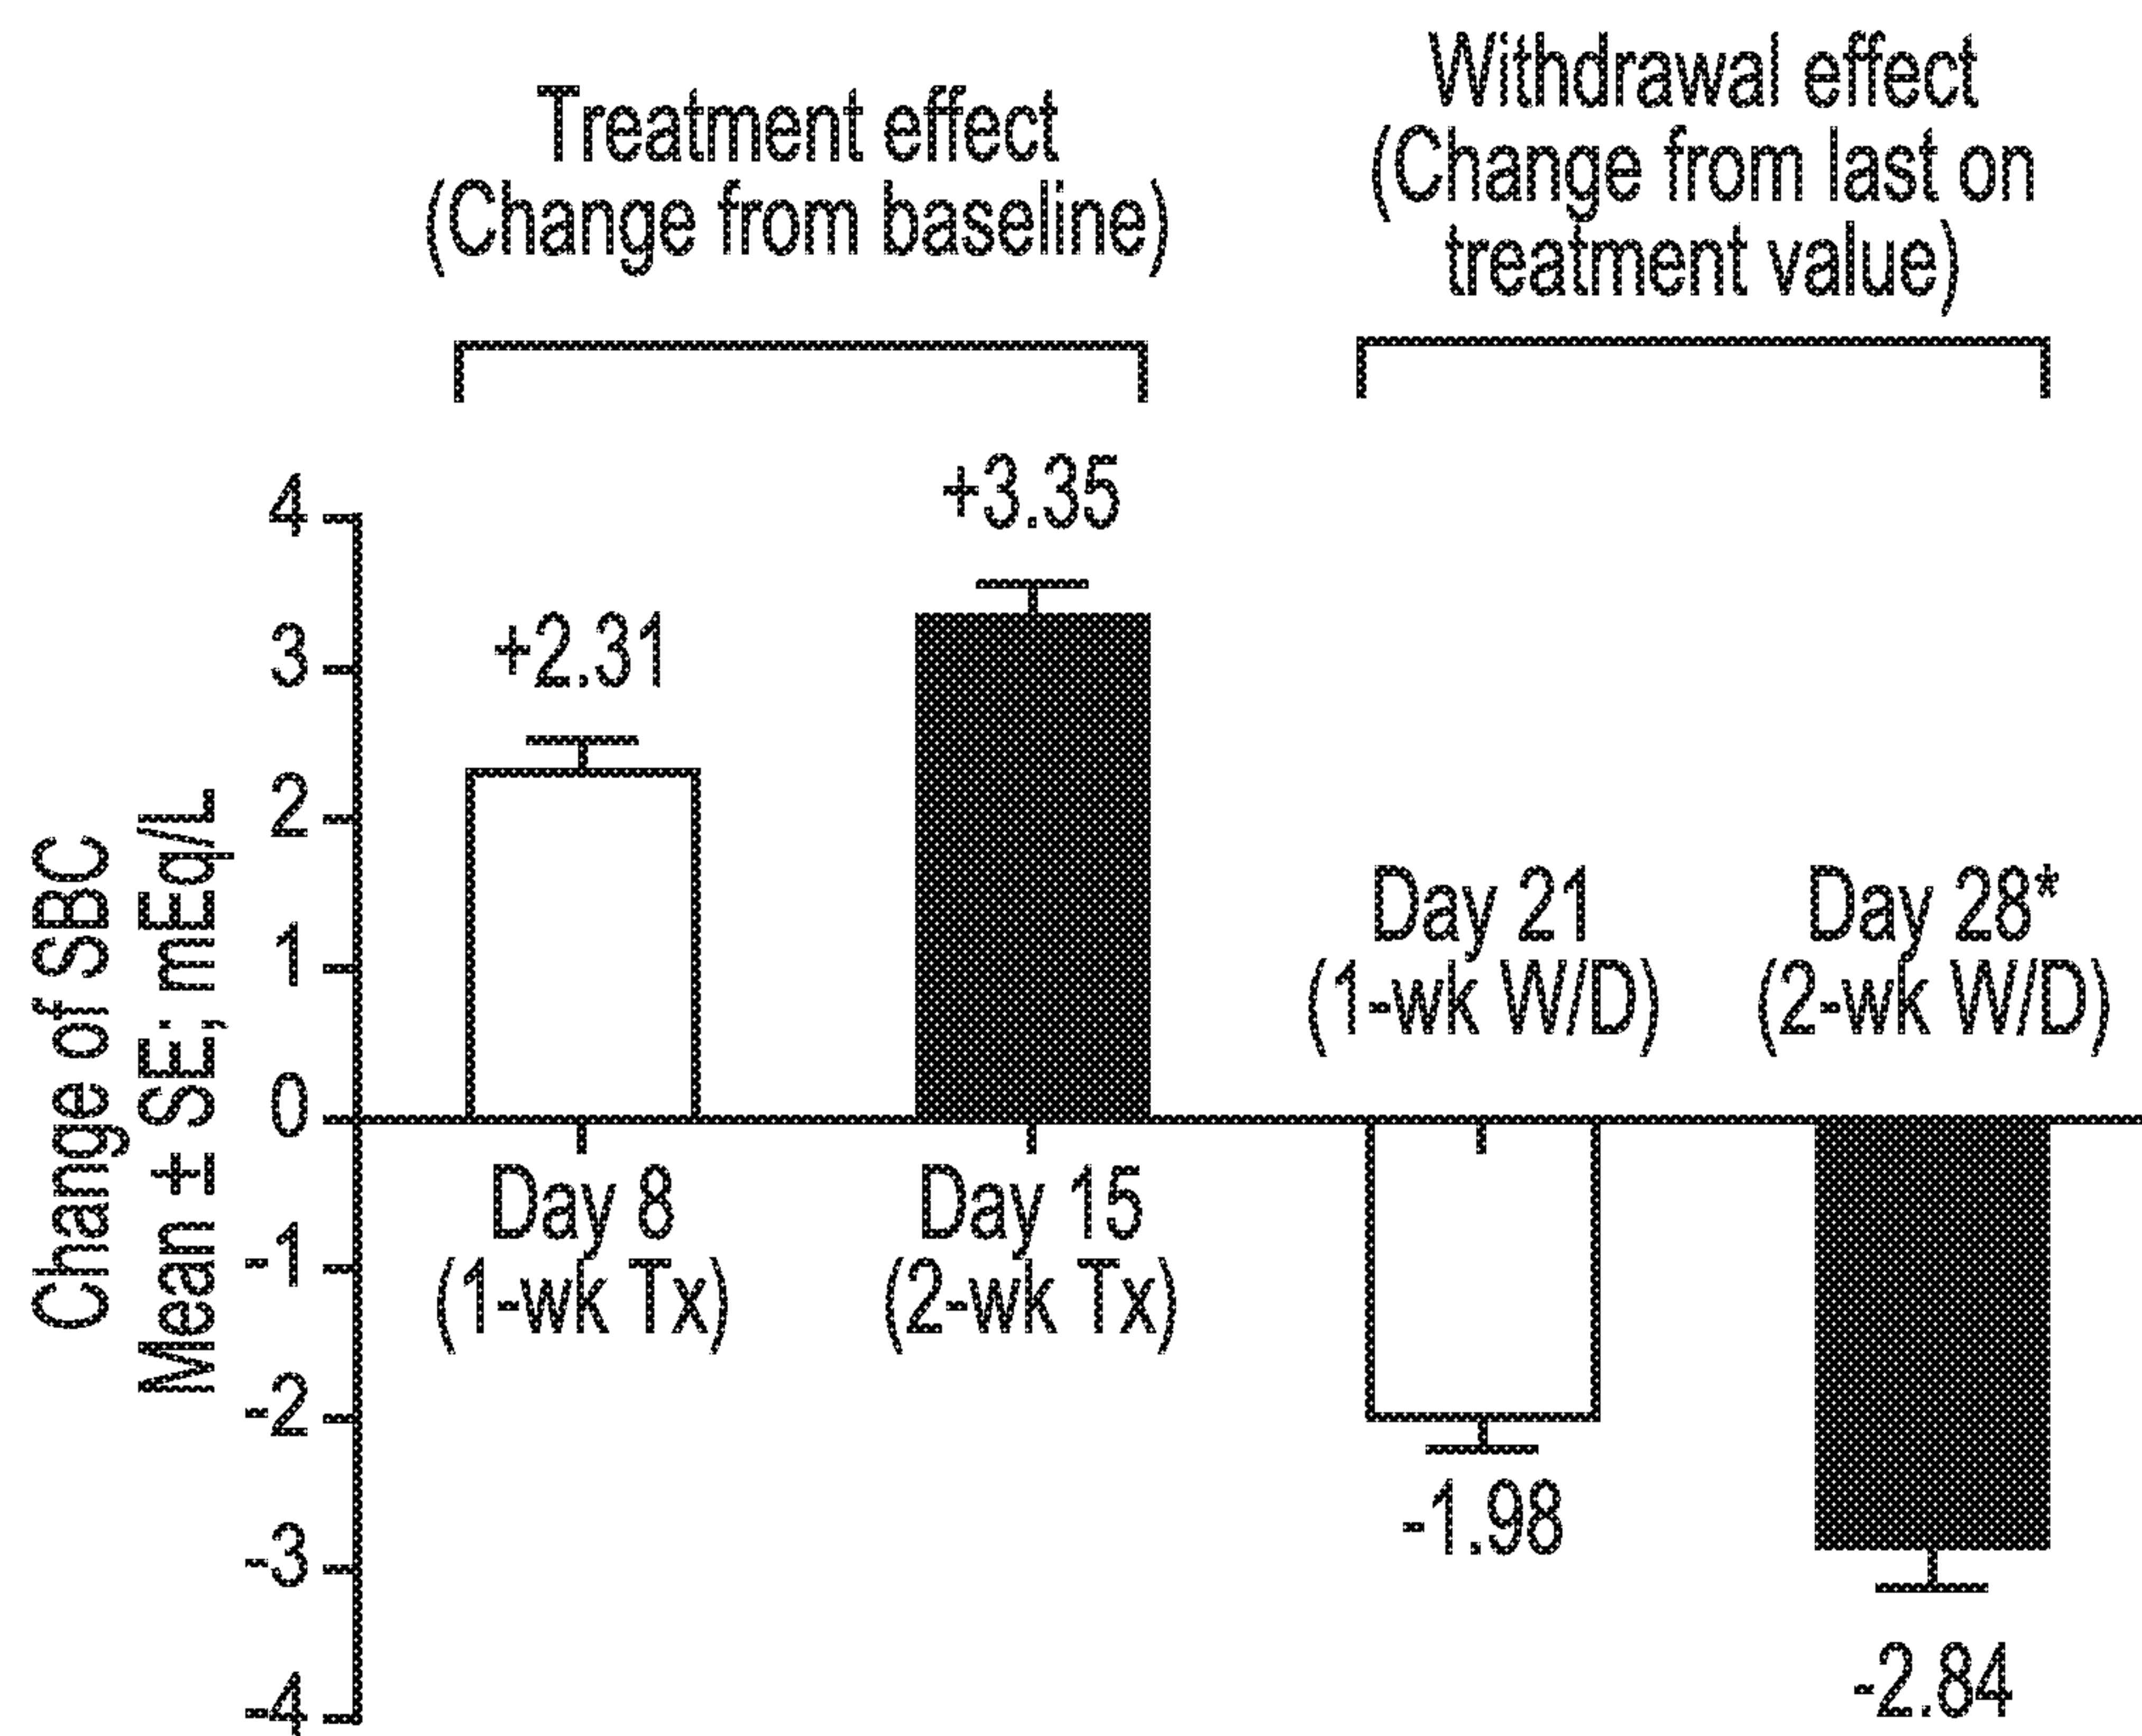 Treatment effect
(Change from baseline)
Withdrawal effect
(Change from last on
treatment value)
Change of SBC
Mean ± SE; mEq/L
4
3
2
1
0
-1
-2
-3
-4
+2.31
+3.35
Day 8
(1-wk Tx)
Day 15
(2-wk Tx)
Day 21
(1-wk W/D)
Day 28*
(2-wk W/D)
-1.98
-2.84